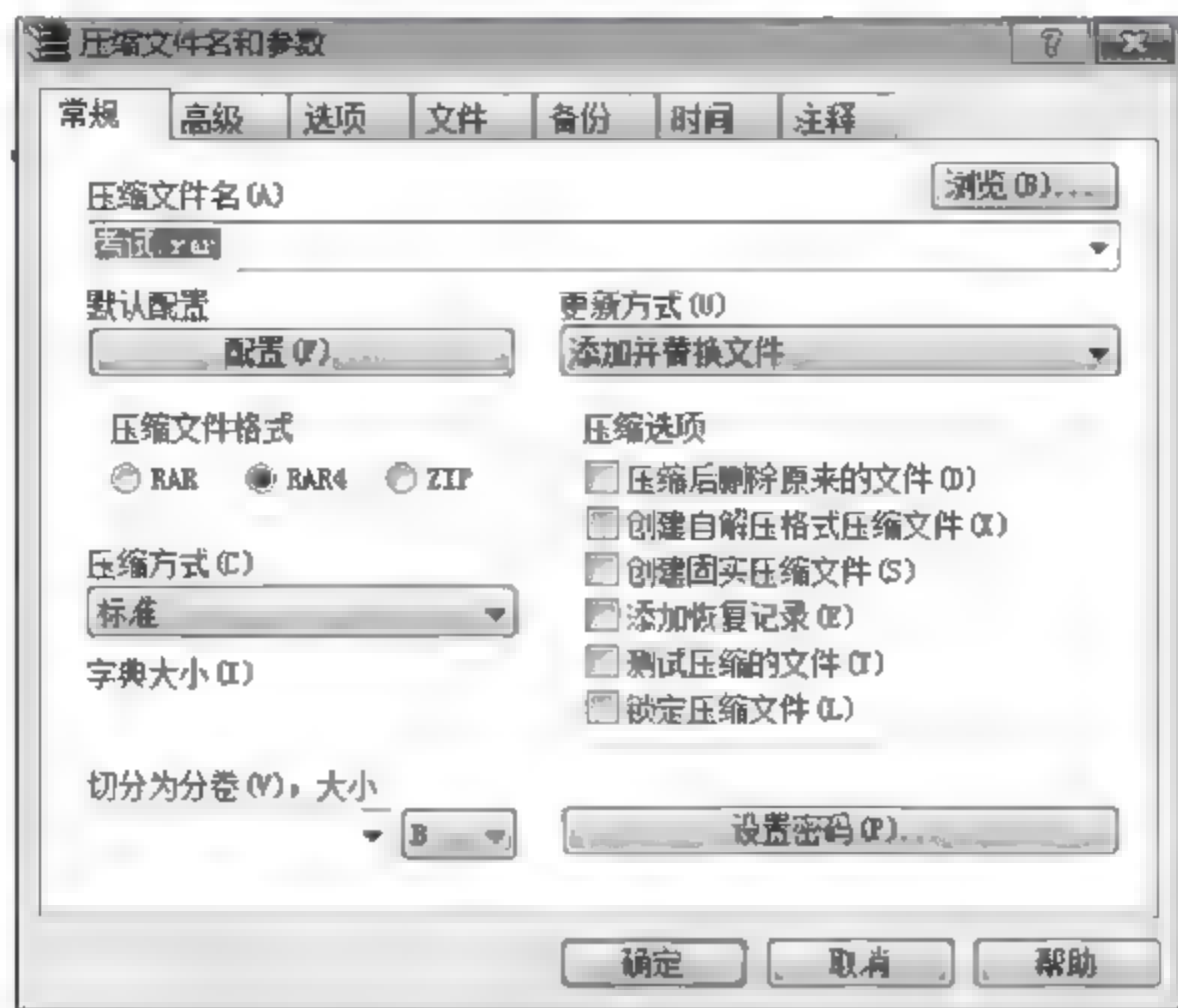 压缩文件名和参数
常规 高级 选项 文件 备份 时间 注释
压缩文件名(A) 浏览(B)...
考试.rar
默认配置 更新方式(U)
配置(F)... 添加并替换文件
压缩文件格式 压缩选项
RAR RAR4 ZIP 压缩后删除原来的文件(D)
创建自解压格式压缩文件(X)
压缩方式(C) 创建固实压缩文件(S)
标准 添加恢复记录(E)
字典大小(I) 测试压缩的文件(T)
锁定压缩文件(L)
切分为分卷(V)，大小
B 设置密码(P)...
确定 取消 帮助